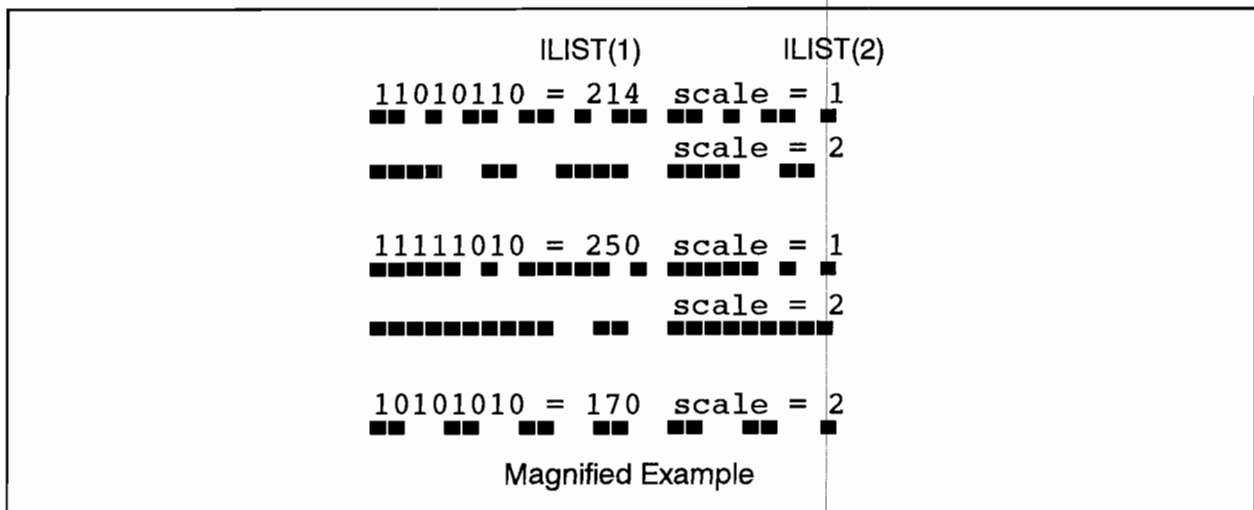 ILIST(1) ILIST(2)
11010110 = 214 scale = 1
scale = 2
11111010 = 250 scale = 1
scale = 2
10101010 = 170 scale = 2
Magnified Example